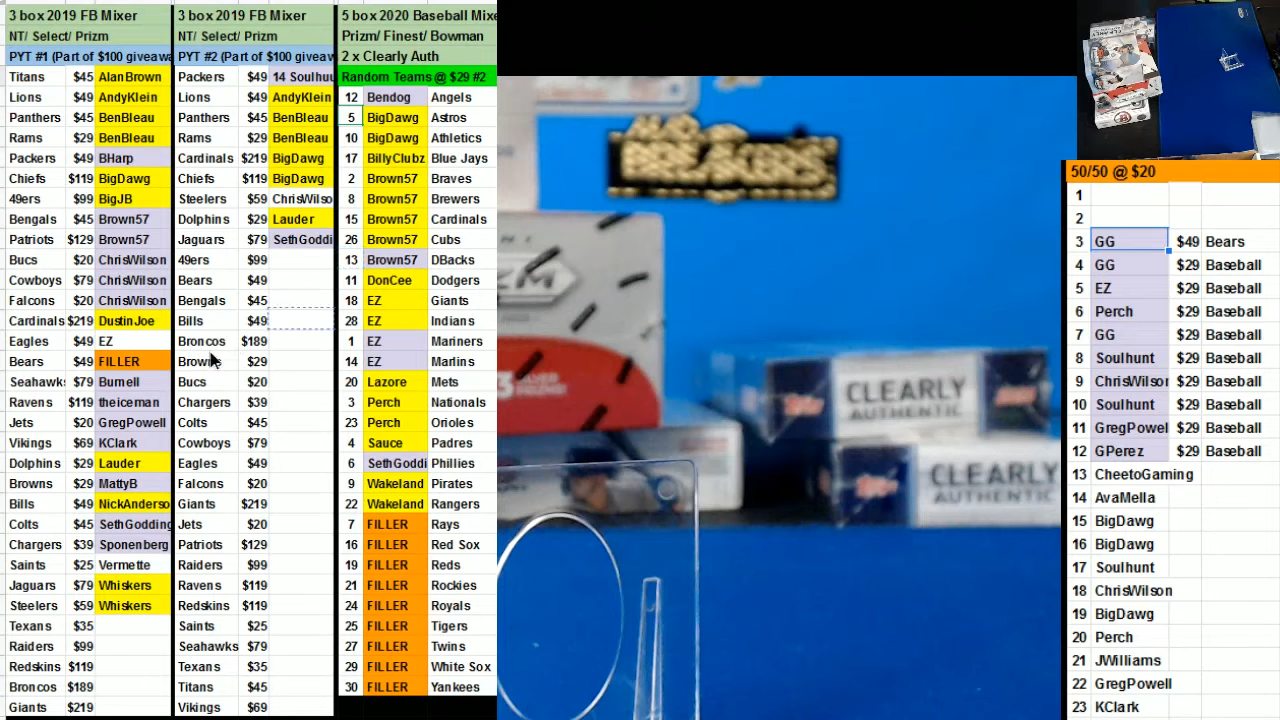 3 box 2019 FB Mixer
NT/ Select/ Prizm
PYT #1 (Part of $100 giveawa
Titans $45 AlanBrown
Lions $49 AndyKlein
Panthers $45 BenBleau
Rams $29 BenBleau
Packers $49 BHarp
Chiefs $119 BigDawg
49ers $99 BigJB
Bengals $45 Brown57
Patriots $129 Brown57
Bucs $20 ChrisWilson
Cowboys $79 ChrisWilson
Falcons $20 ChrisWilson
Cardinals $219 DustinJoe
Eagles $49 EZ
Bears $49 FILLER
Seahawks $79 Burnell
Ravens $119 theiceman
Jets $20 GregPowell
Vikings $69 KClark
Dolphins $29 Lauder
Browns $29 MattyB
Bills $49 NickAnderso
Colts $45 SethGodding
Chargers $39 Sponenberg
Saints $25 Vermette
Jaguars $79 Whiskers
Steelers $59 Whiskers
Texans $35
Raiders $99
Redskins $119
Broncos $189
Giants $219
3 box 2019 FB Mixer
NT/ Select/ Prizm
PYT #2 (Part of $100 giveaw
Packers $49 14 Soulhu
Lions $49 AndyKlein
Panthers $45 BenBleau
Rams $29 BenBleau
Cardinals $219 BigDawg
Chiefs $119 BigDawg
Steelers $59 ChrisWilso
Dolphins $29 Lauder
Jaguars $79 SethGoddi
49ers $99
Bears $49
Bengals $45
Bills $49
Broncos $189
Browns $29
Bucs $20
Chargers $39
Colts $45
Cowboys $79
Eagles $49
Falcons $20
Giants $219
Jets $20
Patriots $129
Raiders $99
Ravens $119
Redskins $119
Saints $25
Seahawks $79
Texans $35
Titans $45
Vikings $69
5 box 2020 Baseball Mixe
Prizm/ Finest/ Bowman
2 x Clearly Auth
Random Teams @ $29 #2
12 Bendog Angels
5 BigDawg Astros
10 BigDawg Athletics
17 BillyClubz Blue Jays
2 Brown57 Braves
8 Brown57 Brewers
15 Brown57 Cardinals
26 Brown57 Cubs
13 Brown57 DBacks
11 DonCee Dodgers
18 EZ Giants
28 EZ Indians
1 EZ Mariners
14 EZ Marlins
20 Lazore Mets
3 Perch Nationals
23 Perch Orioles
4 Sauce Padres
6 SethGoddi Phillies
9 Wakeland Pirates
22 Wakeland Rangers
7 FILLER Rays
16 FILLER Red Sox
19 FILLER Reds
21 FILLER Rockies
24 FILLER Royals
25 FILLER Tigers
27 FILLER Twins
29 FILLER White Sox
30 FILLER Yankees
CLEARLY
AUTHENTIC
CLEARLY
AUTHENTIC
50/50 @ $20
1
2
3 GG $49 Bears
4 GG $29 Baseball
5 EZ $29 Baseball
6 Perch $29 Baseball
7 GG $29 Baseball
8 Soulhunt $29 Baseball
9 ChrisWilson $29 Baseball
10 Soulhunt $29 Baseball
11 GregPowel $29 Baseball
12 GPerez $29 Baseball
13 CheetoGaming
14 AvaMella
15 BigDawg
16 BigDawg
17 Soulhunt
18 ChrisWilson
19 BigDawg
20 Perch
21 JWilliams
22 GregPowell
23 KClark